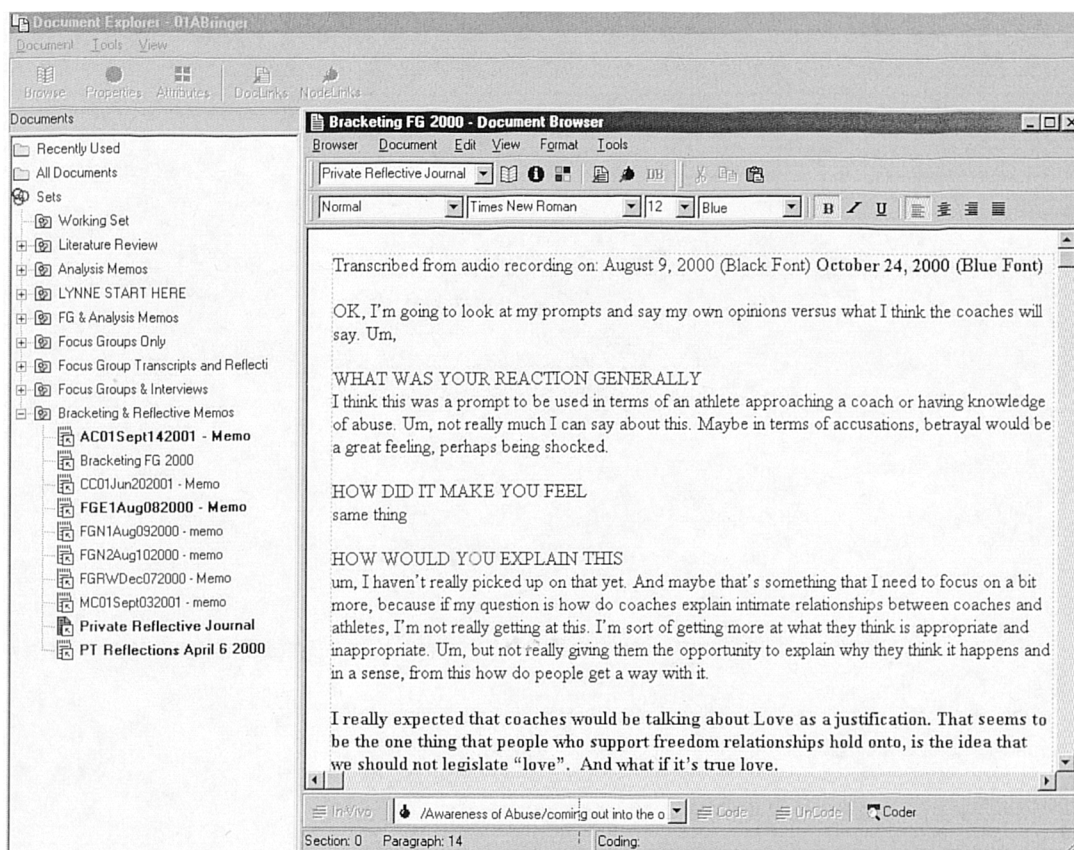 Document Explorer - 01ABringer
Document Tools View
Browse Properties Attributes DocLinks NodeLinks
Documents
Recently Used
All Documents
Sets
Working Set
Literature Review
Analysis Memos
LYNNE START HERE
FG & Analysis Memos
Focus Groups Only
Focus Group Transcripts and Reflecti
Focus Groups & Interviews
Bracketing & Reflective Memos
AC01Sept142001 - Memo
Bracketing FG 2000
CC01Jun202001 - Memo
FGE1Aug082000 - Memo
FGN1Aug092000 - memo
FGN2Aug102000 - memo
FGRWDec072000 - Memo
MC01Sept032001 - memo
Private Reflective Journal
PT Reflections April 6 2000
Bracketing FG 2000 - Document Browser
Browser Document Edit View Format Tools
Private Reflective Journal DB
Normal Times New Roman 12 Blue B I U
Transcribed from audio recording on: August 9, 2000 (Black Font) October 24, 2000 (Blue Font)
OK, I'm going to look at my prompts and say my own opinions versus what I think the coaches will
say. Um,
WHAT WAS YOUR REACTION GENERALLY
I think this was a prompt to be used in terms of an athlete approaching a coach or having knowledge
of abuse. Um, not really much I can say about this. Maybe in terms of accusations, betrayal would be
a great feeling, perhaps being shocked.
HOW DID IT MAKE YOU FEEL
same thing
HOW WOULD YOU EXPLAIN THIS
um, I haven't really picked up on that yet. And maybe that's something that I need to focus on a bit
more, because if my question is how do coaches explain intimate relationships between coaches and
athletes, I'm not really getting at this. I'm sort of getting more at what they think is appropriate and
inappropriate. Um, but not really giving them the opportunity to explain why they think it happens and
in a sense, from this how do people get a way with it.
I really expected that coaches would be talking about Love as a justification. That seems to
be the one thing that people who support freedom relationships hold onto, is the idea that
we should not legislate "love". And what if it's true love.
In-Vivo /Awareness of Abuse/coming out into the o Code UnCode Coder
Section: 0 Paragraph: 14 Coding: